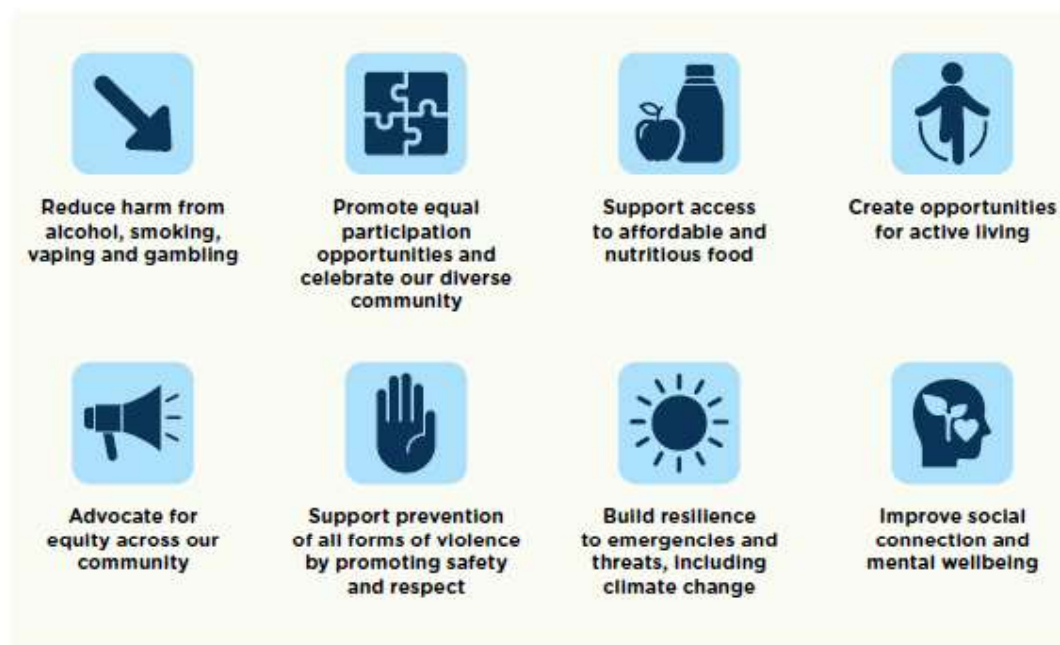 Reduce harm from
alcohol, smoking,
vaping and gambling
Promote equal
participation
opportunities and
celebrate our diverse
community
Support access
to affordable and
nutritious food
Create opportunities
for active living
Advocate for
equity across our
community
Support prevention
of all forms of violence
by promoting safety
and respect
Build resilience
to emergencies and
threats, including
climate change
Improve social
connection and
mental wellbeing